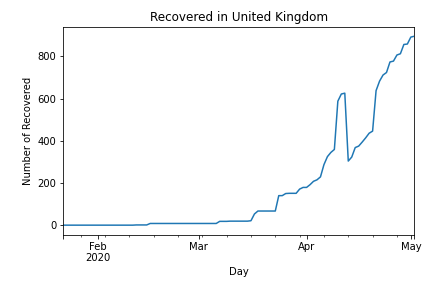 Recovered in United Kingdom
Number of Recovered
800
600
400
200
0
Feb
2020
Mar
Apr
May
Day